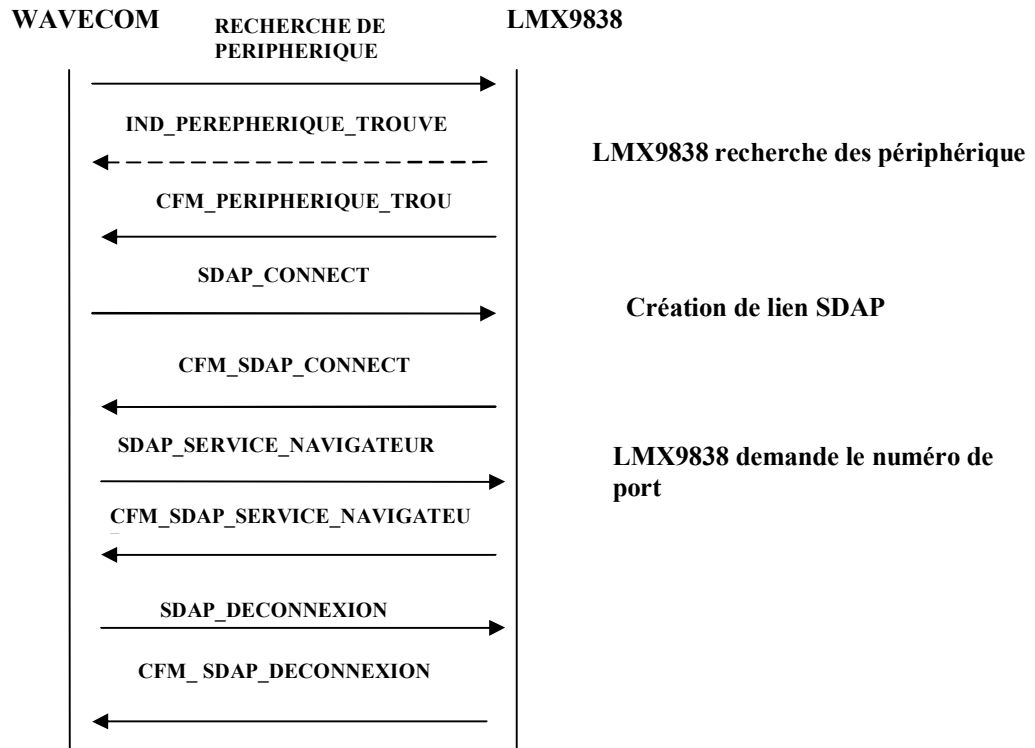 WAVECOM
LMX9838
RECHERCHE DE
PERIPHERIQUE
IND_PEREPHERIQUE_TROUVE
LMX9838 recherche des périphérique
CFM_PERIPHERIQUE_TROU
SDAP_CONNECT
Création de lien SDAP
CFM_SDAP_CONNECT
SDAP_SERVICE_NAVIGATEUR
LMX9838 demande le numéro de
port
CFM_SDAP_SERVICE_NAVIGATEU
SDAP_DECONNEXION
CFM_ SDAP_DECONNEXION